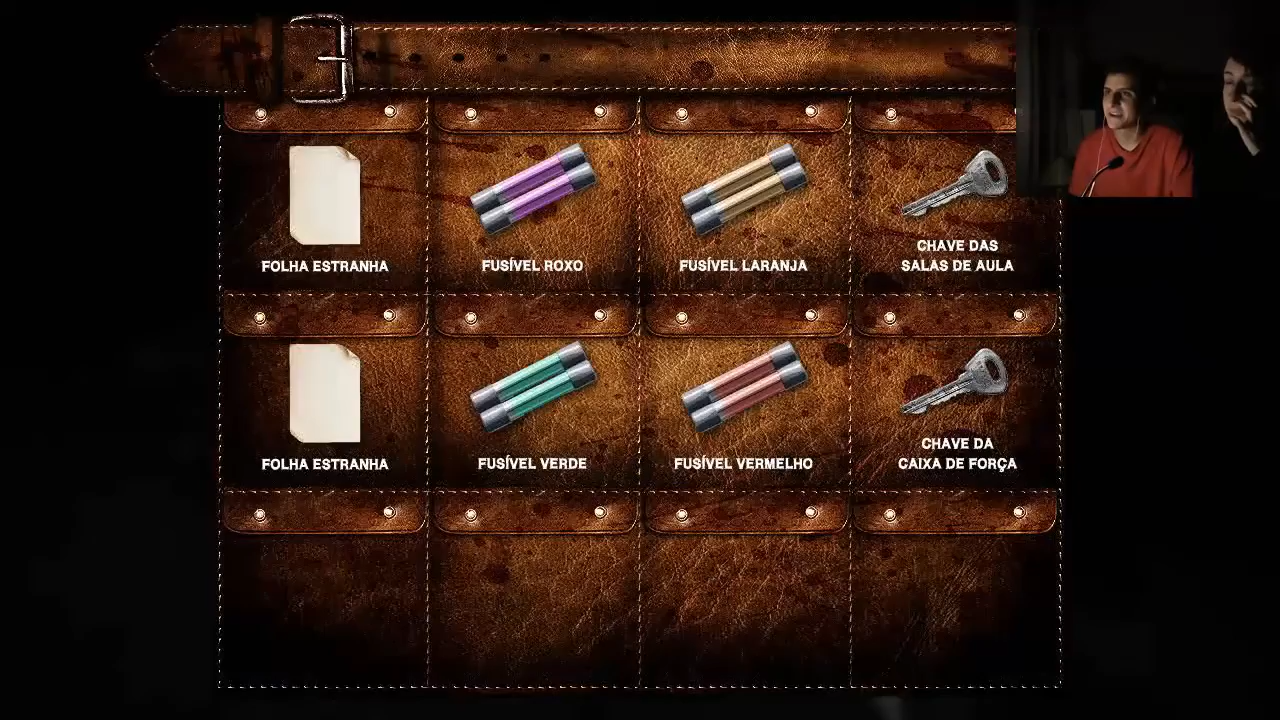 FOLHA ESTRANHA
FUSÍVEL ROXO
FUSÍVEL LARANJA
CHAVE DAS
SALAS DE AULA
FOLHA ESTRANHA
FUSÍVEL VERDE
FUSÍVEL VERMELHO
CHAVE DA
CAIXA DE FORÇA